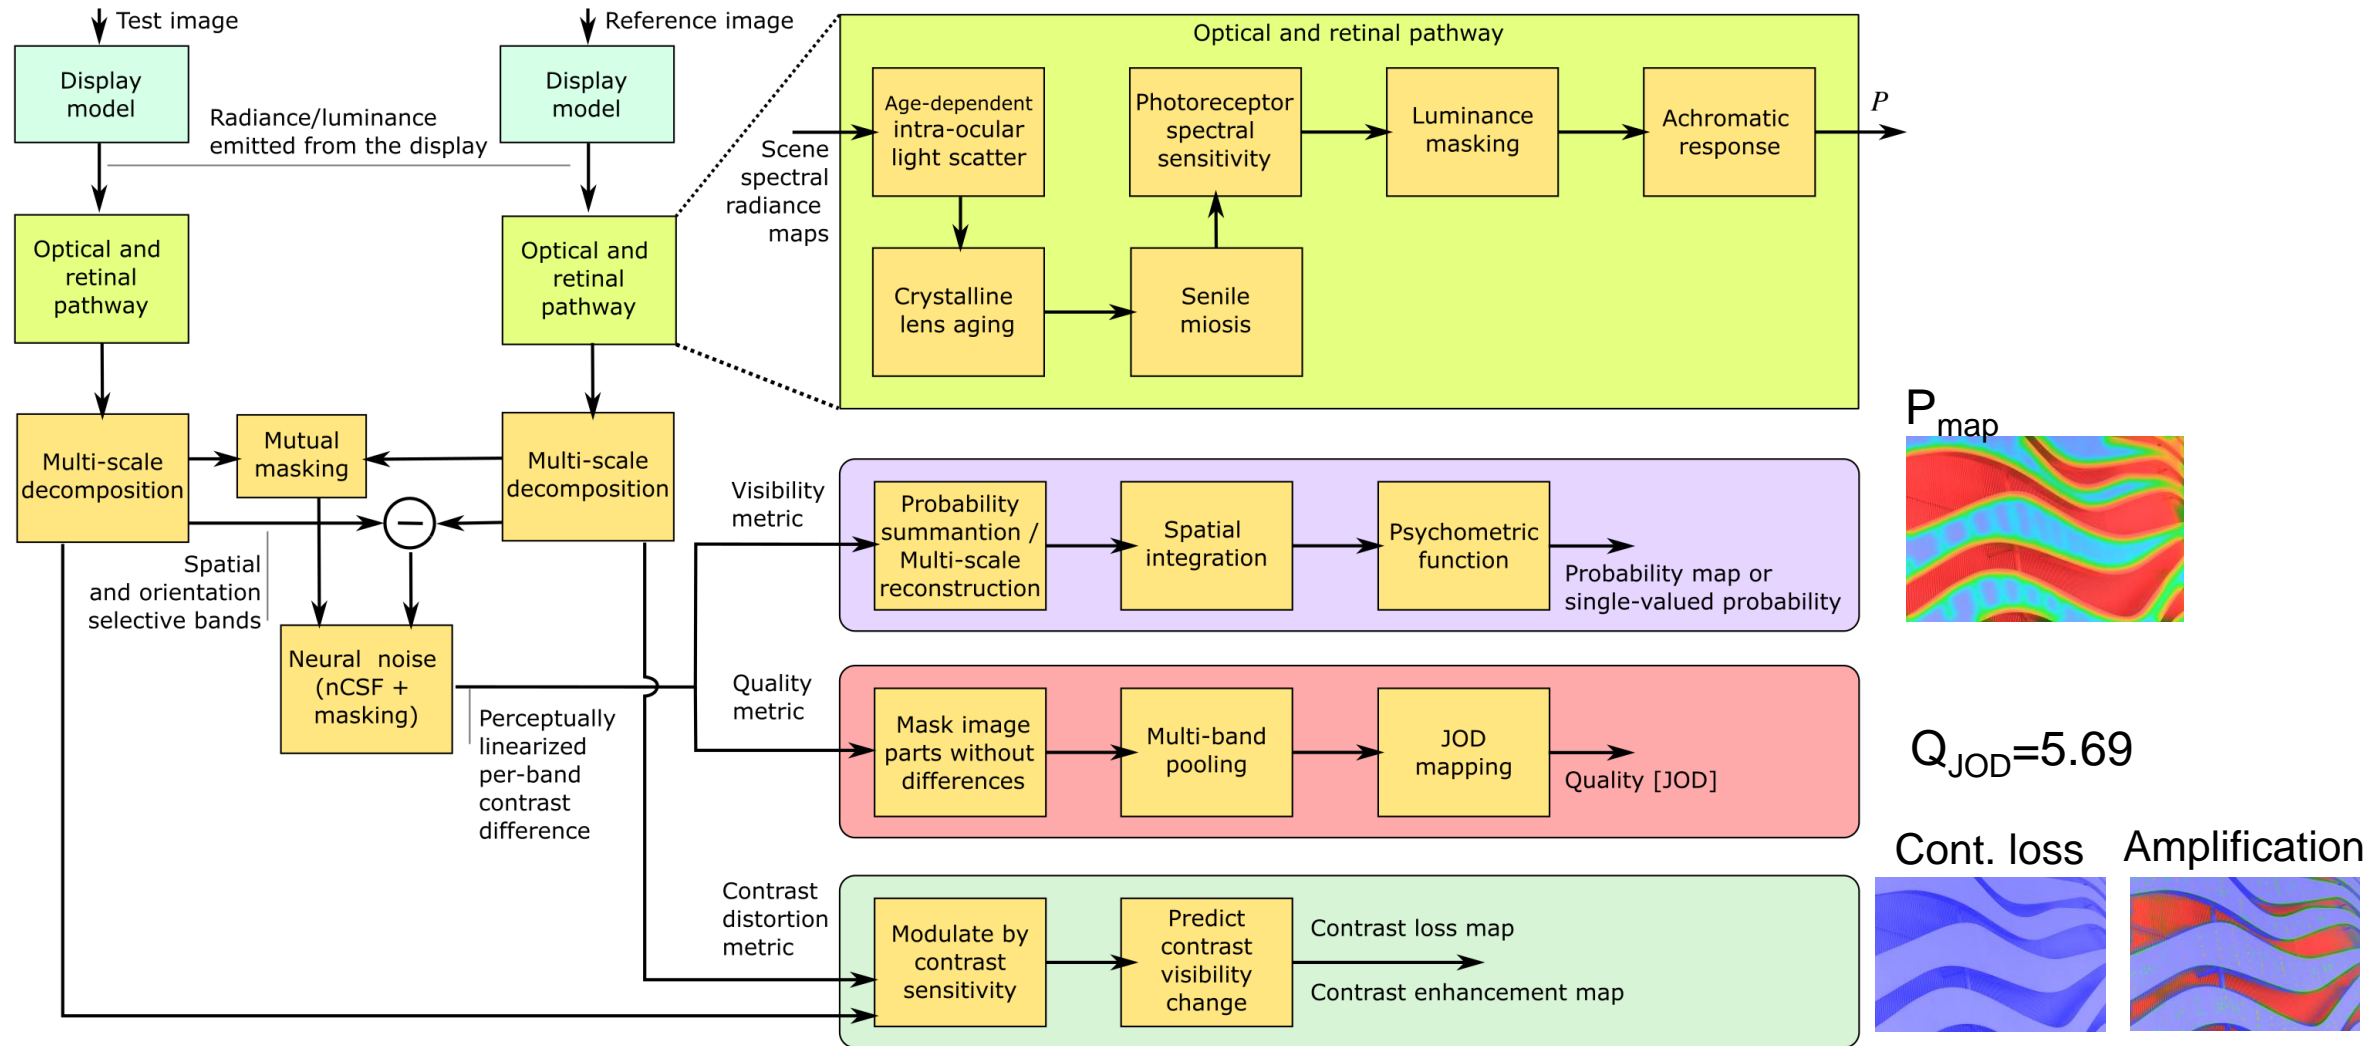 Test image
Reference image
Display
model
Display
model
Radiance/luminance
emitted from the display
Optical and
retinal
pathway
Optical and
retinal
pathway
Optical and retinal pathway
Scene
spectral
radiance
maps
Age-dependent
intra-ocular
light scatter
Photoreceptor
spectral
sensitivity
Luminance
masking
Achromatic
response
P
Crystalline
lens aging
Senile
miosis
Multi-scale
decomposition
Mutual
masking
Multi-scale
decomposition
Spatial
and orientation
selective bands
Neural noise
(nCSF +
masking)
Perceptually
linearized
per-band
contrast
difference
Visibility
metric
Probability
summantion /
Multi-scale
reconstruction
Spatial
integration
Psychometric
function
Probability map or
single-valued probability
Pmap
Quality
metric
Mask image
parts without
differences
Multi-band
pooling
JOD
mapping
Quality [JOD]
QJOD=5.69
Contrast
distortion
metric
Modulate by
contrast
sensitivity
Predict
contrast
visibility
change
Contrast loss map
Contrast enhancement map
Cont. loss
Amplification